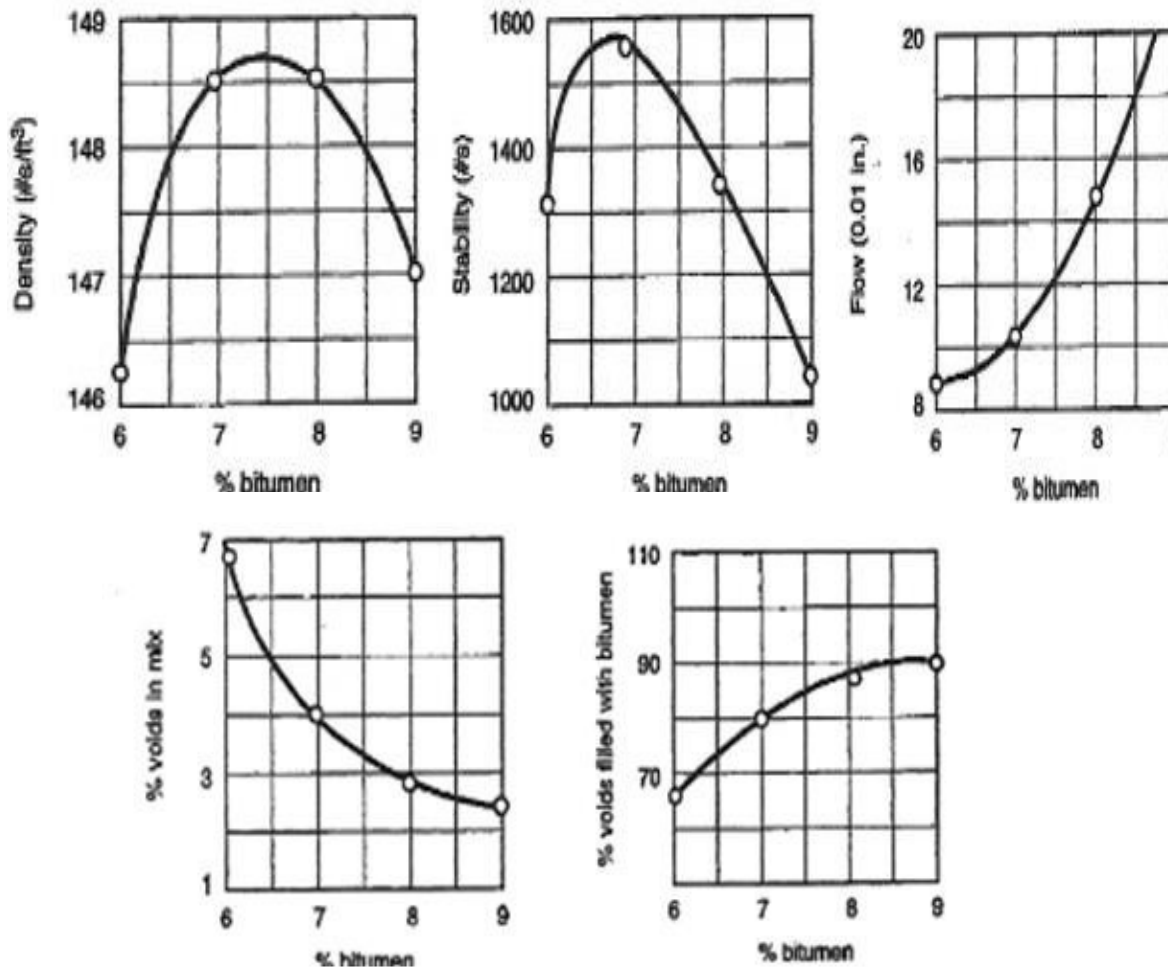 Density (#s/ft³)
149
148
147
146
6 7 8 9
% bitumen
Stability (#s)
1600
1400
1200
1000
6 7 8 9
% bitumen
Flow (0.01 in.)
20
16
12
8
6 7 8
% bitumen
% voids in mix
7
5
3
1
6 7 8 9
% bitumen
% voids filled with bitumen
110
90
70
6 7 8 9
% bitumen